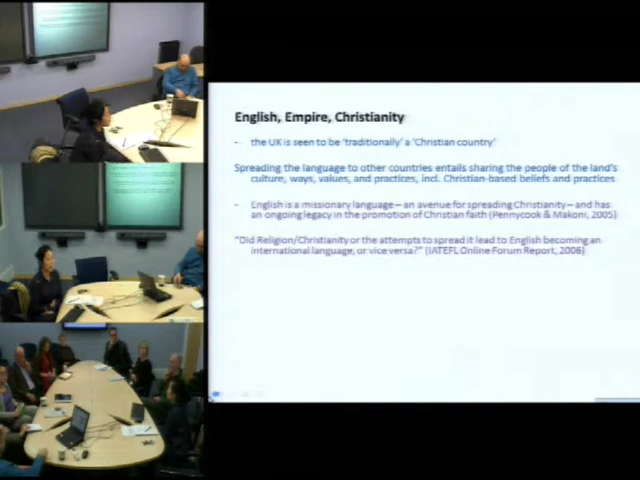 English, Empire, Christianity
- the UK is seen to be 'traditionally' a 'Christian country'
Spreading the language to other countries entails sharing the people of the land's
culture, ways, values, and practices, incl. Christian-based beliefs and practices
- English is a missionary language – an avenue for spreading Christianity – and has
an ongoing legacy in the promotion of Christian faith (Pennycook & Makoni, 2005)
"Did Religion/Christianity or the attempts to spread it lead to English becoming an
international language, or vice versa?" (IATEFL Online Forum Report, 2006)